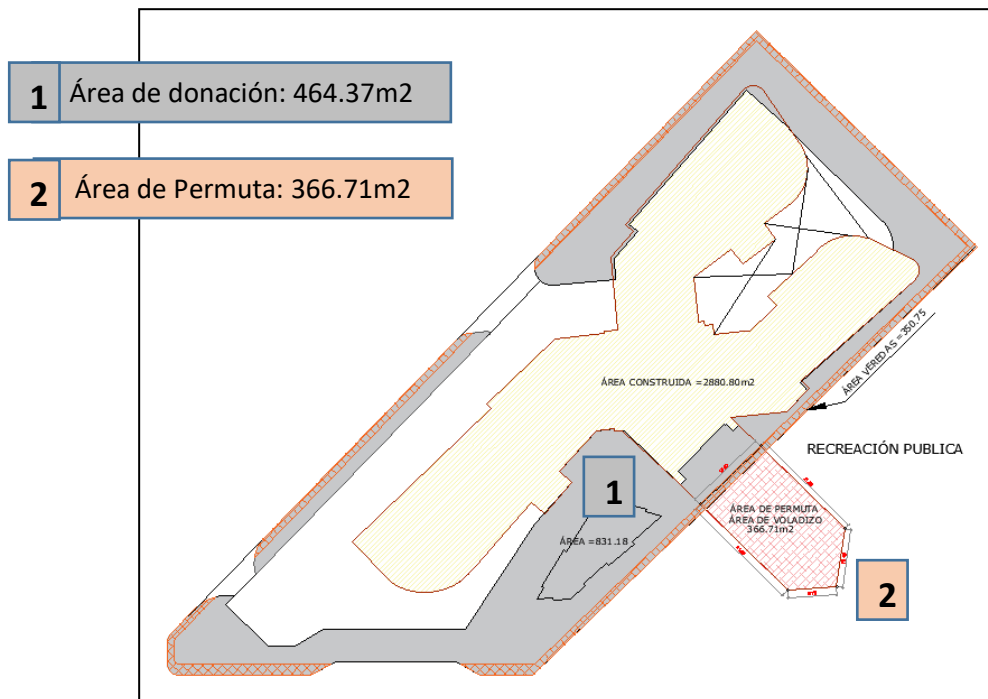 1 Área de donación: 464.37m2
2 Área de Permuta: 366.71m2
ÁREA CONSTRUIDA =2880.80m2
ÁREA VEREDAS =350.75
RECREACIÓN PUBLICA
1
ÁREA =831.18
ÁREA DE PERMUTA
ÁREA DE VOLADIZO
366.71m2
2